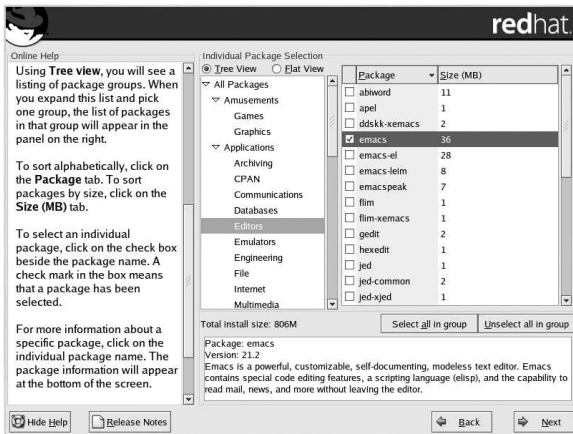 redhat.
Online Help
Using Tree view, you will see a
listing of package groups. When
you expand this list and pick
one group, the list of packages
in that group will appear in the
panel on the right.
To sort alphabetically, click on
the Package tab. To sort
packages by size, click on the
Size (MB) tab.
To select an individual
package, click on the check box
beside the package name. A
check mark in the box means
that a package has been
selected.
For more information about a
specific package, click on the
individual package name. The
package information will appear
at the bottom of the screen.
Individual Package Selection
Tree View Flat View
All Packages
Amusements
Games
Graphics
Applications
Archiving
CPAN
Communications
Databases
Editors
Emulators
Engineering
File
Internet
Multimedia
Package Size (MB)
abiword 11
apel 1
ddskk-xemacs 2
emacs 36
emacs-el 28
emacs-leim 8
emacspeak 7
flim 1
flim-xemacs 1
gedit 2
hexedit 1
jed 1
jed-common 2
jed-xjed 1
Total install size: 806M
Select all in group Unselect all in group
Package: emacs
Version: 21.2
Emacs is a powerful, customizable, self-documenting, modeless text editor. Emacs
contains special code editing features, a scripting language (elisp), and the capability to
read mail, news, and more without leaving the editor.
Hide Help Release Notes Back Next